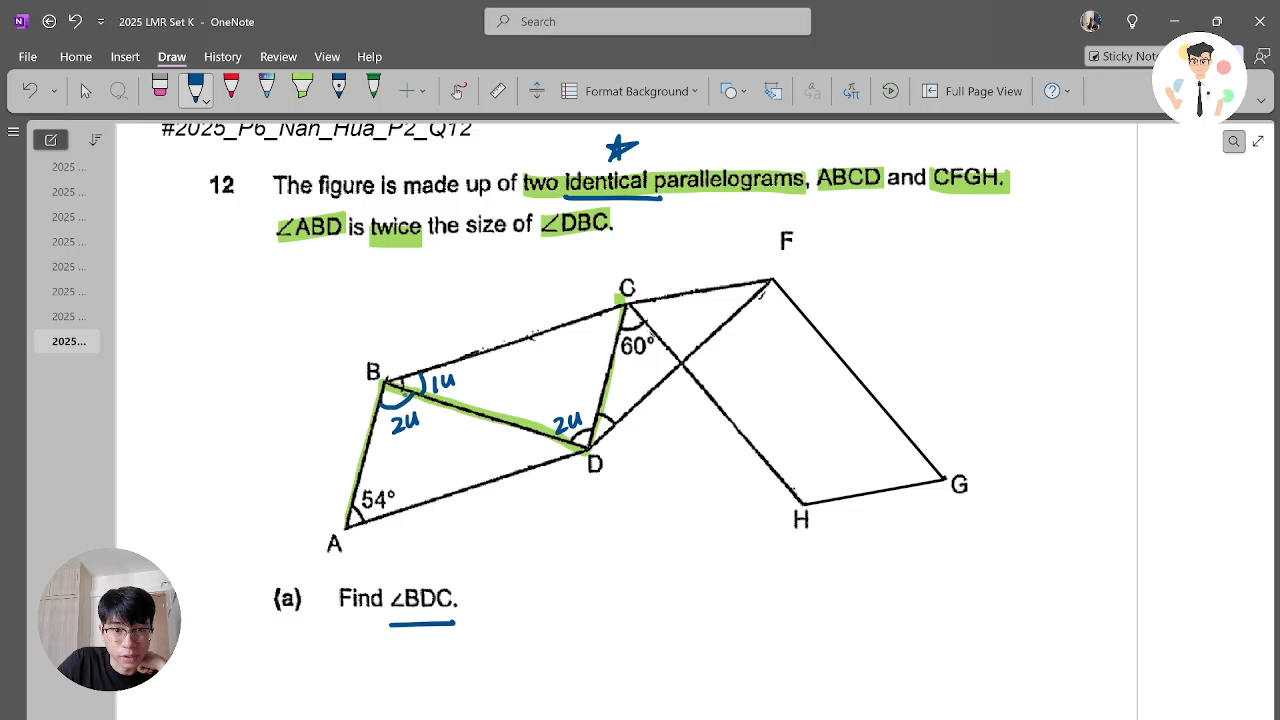 2025 LMR Set K - OneNote
Search
File Home Insert Draw History Review View Help
Sticky Note
Format Background
Full Page View
#2025_P6_Nan_Hua_P2_Q12
2025 ...
2025 ...
2025 ...
2025 ...
2025 ...
2025 ...
2025 ...
2025...
12 The figure is made up of two identical parallelograms, ABCD and CFGH.
∠ABD is twice the size of ∠DBC.
F
C
60°
B
1u
2u
2u
D
54°
G
H
A
(a) Find ∠BDC.